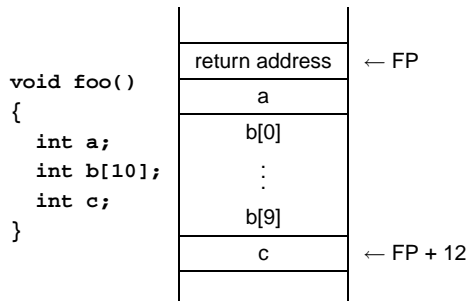 void foo()
{
int a;
int b[10];
int c;
}
return address ← FP
a
b[0]
⋮
b[9]
c ← FP + 12